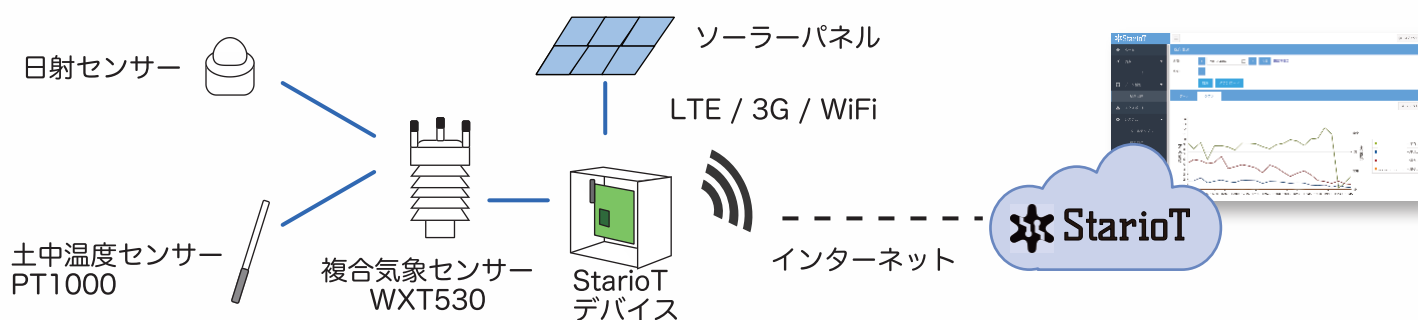 日射センサー
ソーラーパネル
LTE / 3G / WiFi
土中温度センサー
PT1000
複合気象センサー
WXT530
StarioT
デバイス
インターネット
StarioT
StarioT